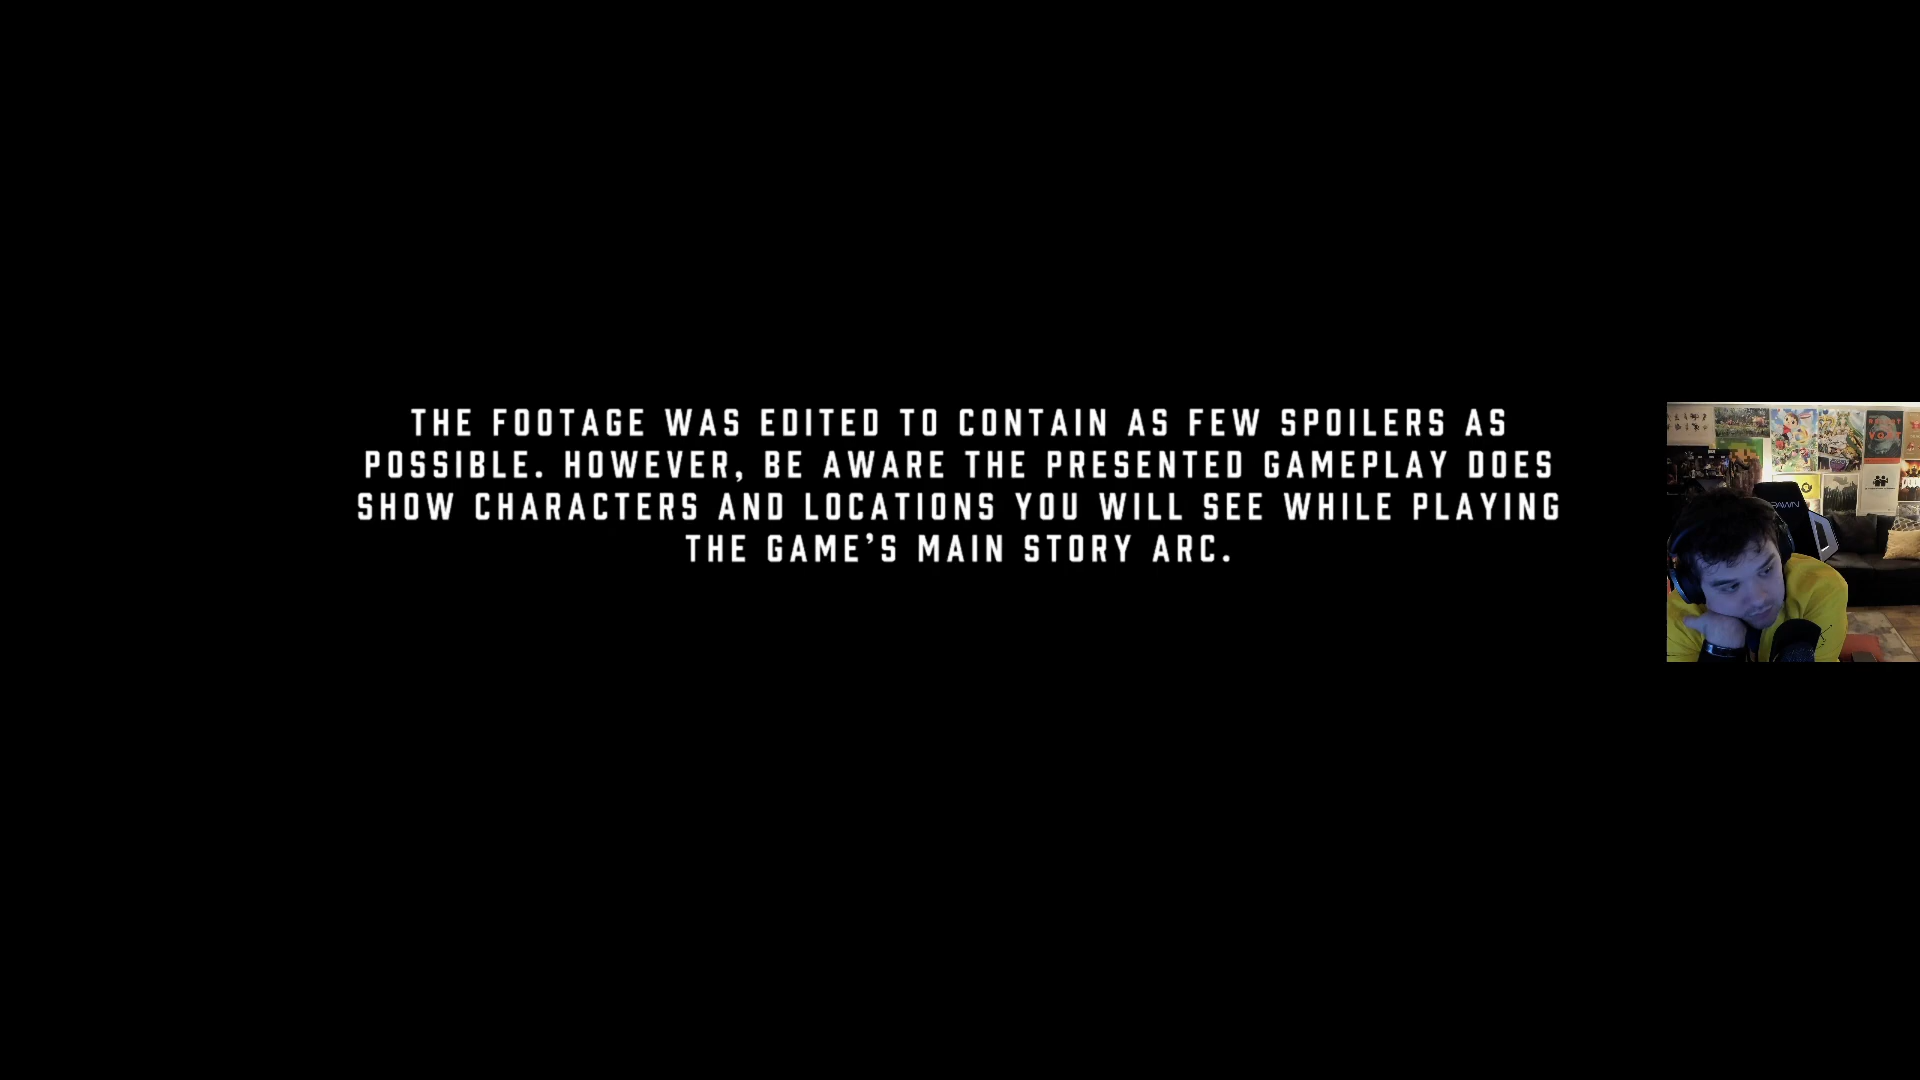 THE FOOTAGE WAS EDITED TO CONTAIN AS FEW SPOILERS AS
POSSIBLE. HOWEVER, BE AWARE THE PRESENTED GAMEPLAY DOES
SHOW CHARACTERS AND LOCATIONS YOU WILL SEE WHILE PLAYING
THE GAME’S MAIN STORY ARC.